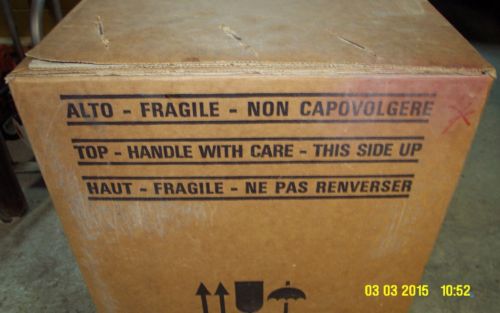 ALTO - FRAGILE - NON CAPOVOLGERE
TOP - HANDLE WITH CARE - THIS SIDE UP
HAUT - FRAGILE - NE PAS RENVERSER
03 03 2015 10:52